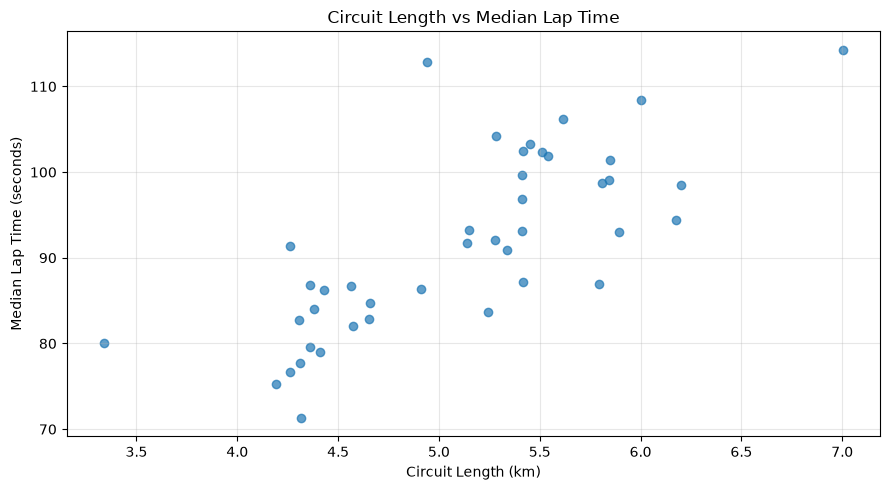 Circuit Length vs Median Lap Time
Median Lap Time (seconds)
110
100
90
80
70
3.5 4.0 4.5 5.0 5.5 6.0 6.5 7.0
Circuit Length (km)